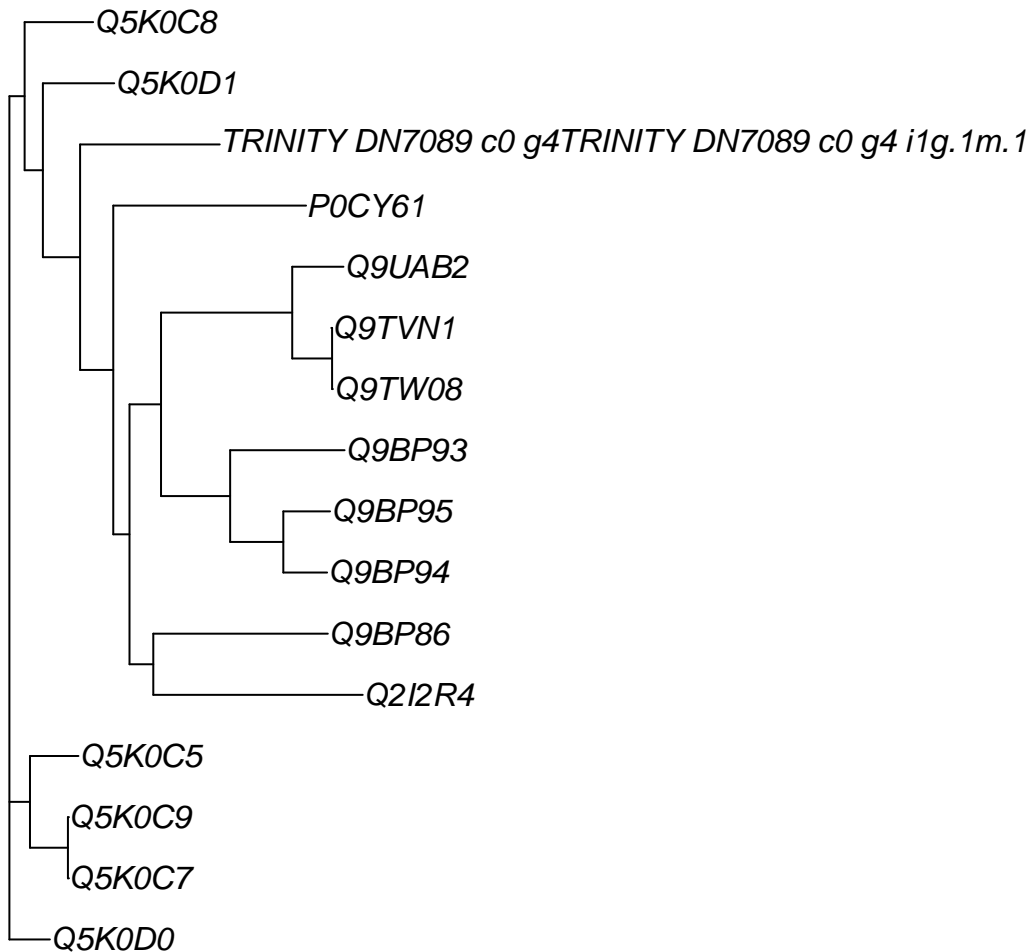 Q5K0C8
Q5K0D1
TRINITY DN7089 c0 g4TRINITY DN7089 c0 g4 i1g.1m.1
P0CY61
Q9UAB2
Q9TVN1
Q9TW08
Q9BP93
Q9BP95
Q9BP94
Q9BP86
Q2I2R4
Q5K0C5
Q5K0C9
Q5K0C7
Q5K0D0